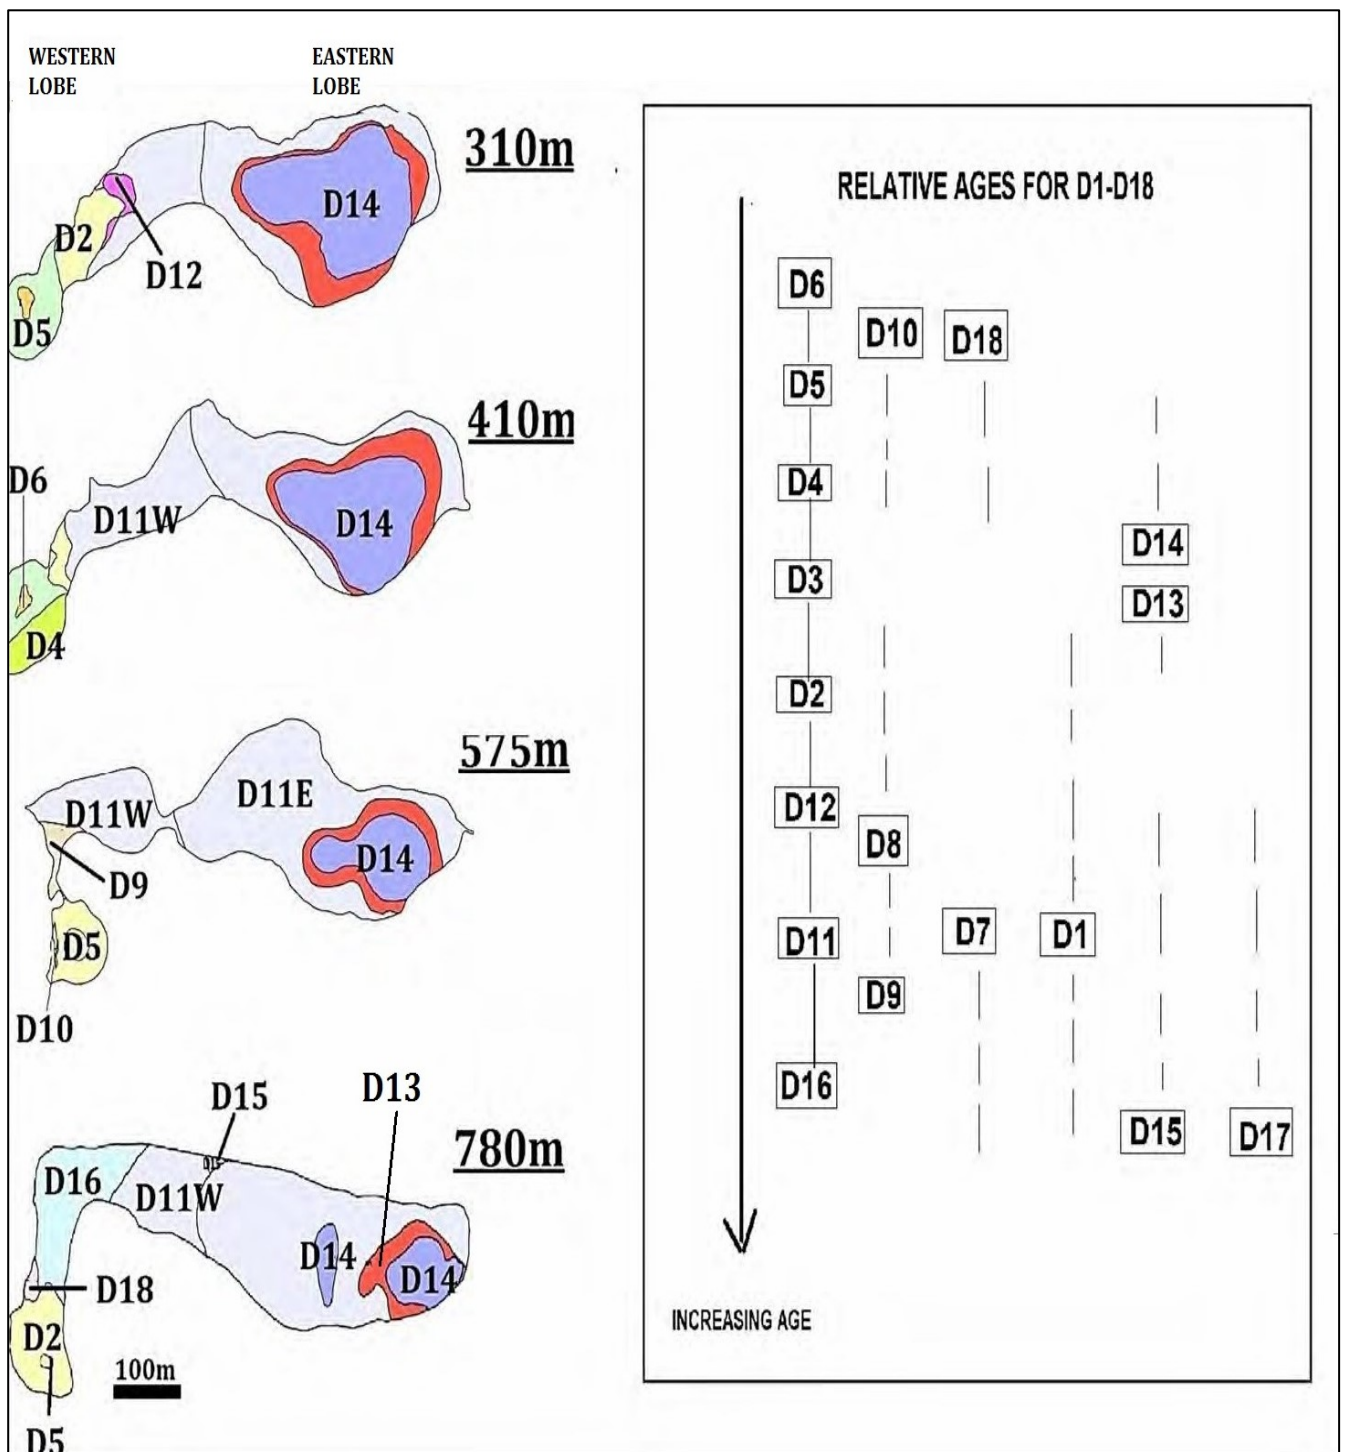 WESTERN
LOBE
EASTERN
LOBE
310m
D14
D2
D12
D5
410m
D6
D11W
D14
D4
575m
D11E
D11W
D14
D9
D5
D10
D13
D15
780m
D15
D16
D11W
D14
D14
D18
D2
100m
D5
RELATIVE AGES FOR D1-D18
D6
D10
D18
D5
D4
D14
D3
D13
D2
D12
D8
D11
D7
D1
D9
D16
D15
D17
INCREASING AGE